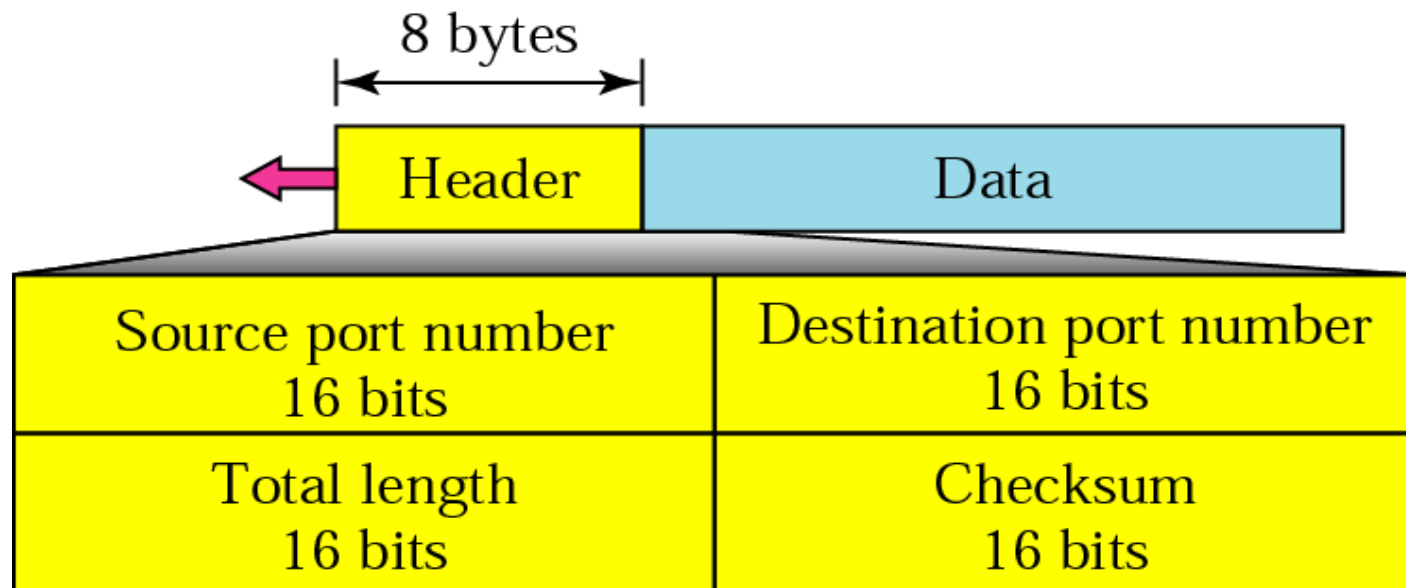 8 bytes
Header
Data
Source port number
16 bits
Destination port number
16 bits
Total length
16 bits
Checksum
16 bits